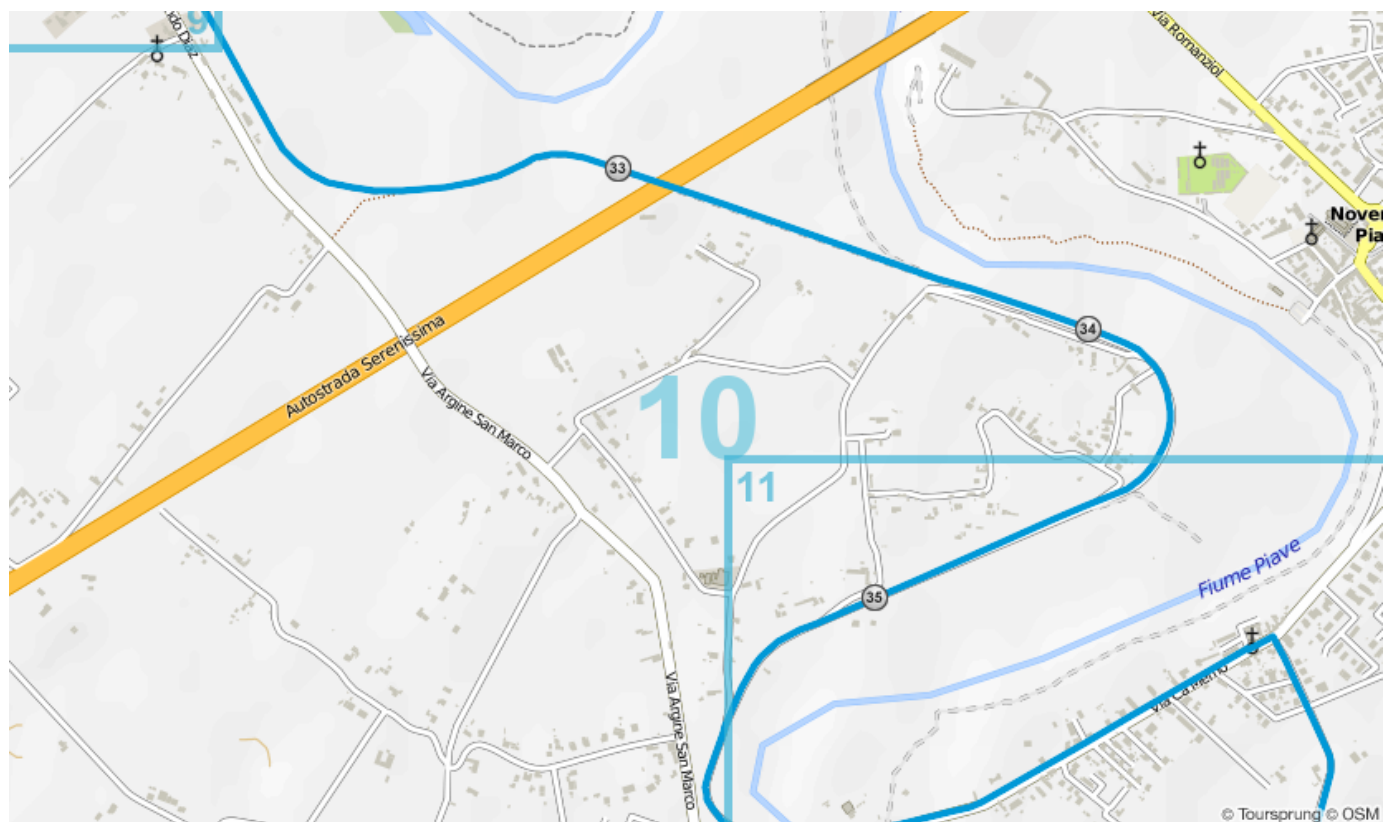 9
Via Romanziol
33
Pia
34
Autostrada Serenissima
Via Argine San Marco
10
11
Fiume Piave
35
Via Argine San Marco
© Toursprung © OSM